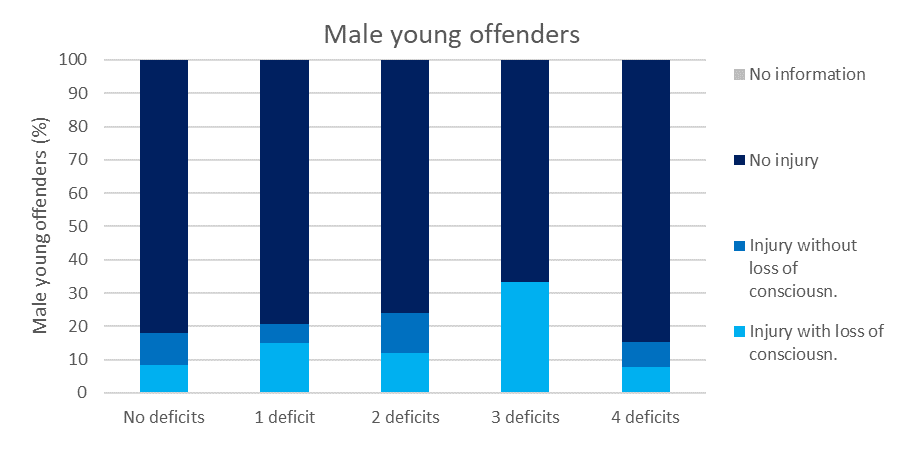 Male young offenders
Male young offenders (%)
100
90
80
70
60
50
40
30
20
10
0
No deficits
1 deficit
2 deficits
3 deficits
4 deficits
No information
No injury
Injury without
loss of
consciousn.
Injury with loss of
consciousn.